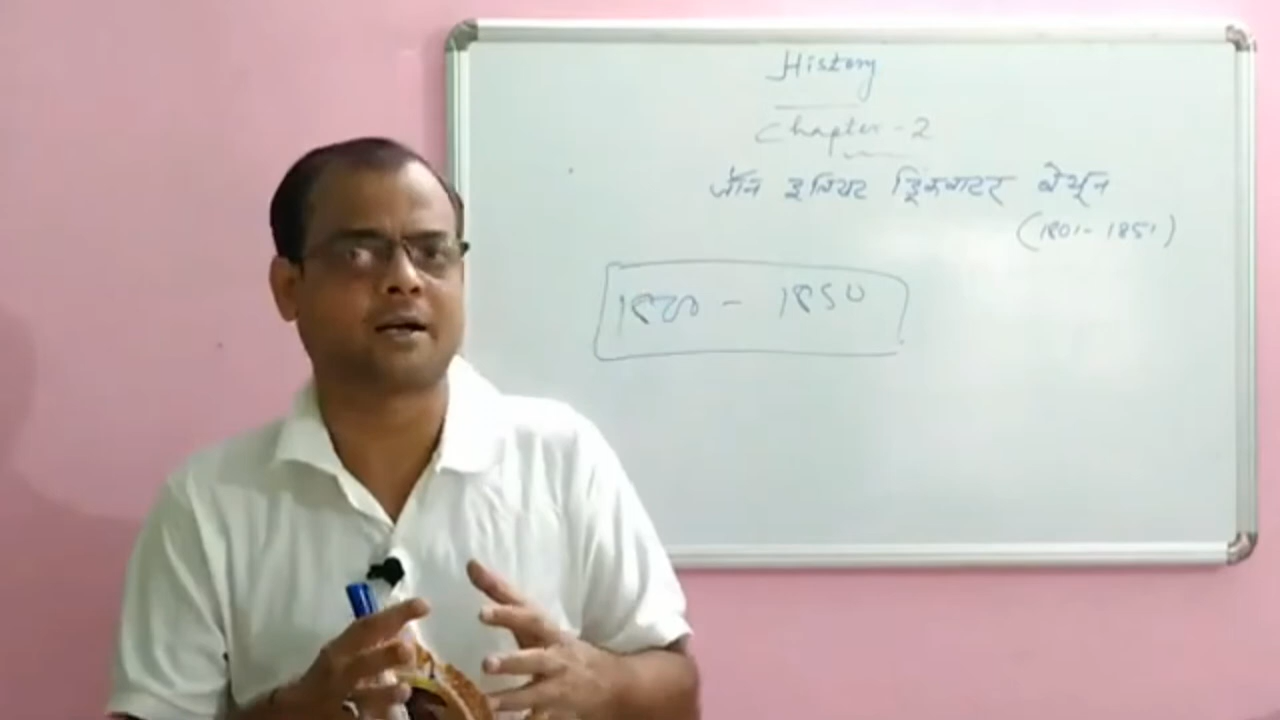 History
Chapter - 2
जॉन इलियट ड्रिंकवाटर बेथून
(1801 - 1851)
1800 - 1850